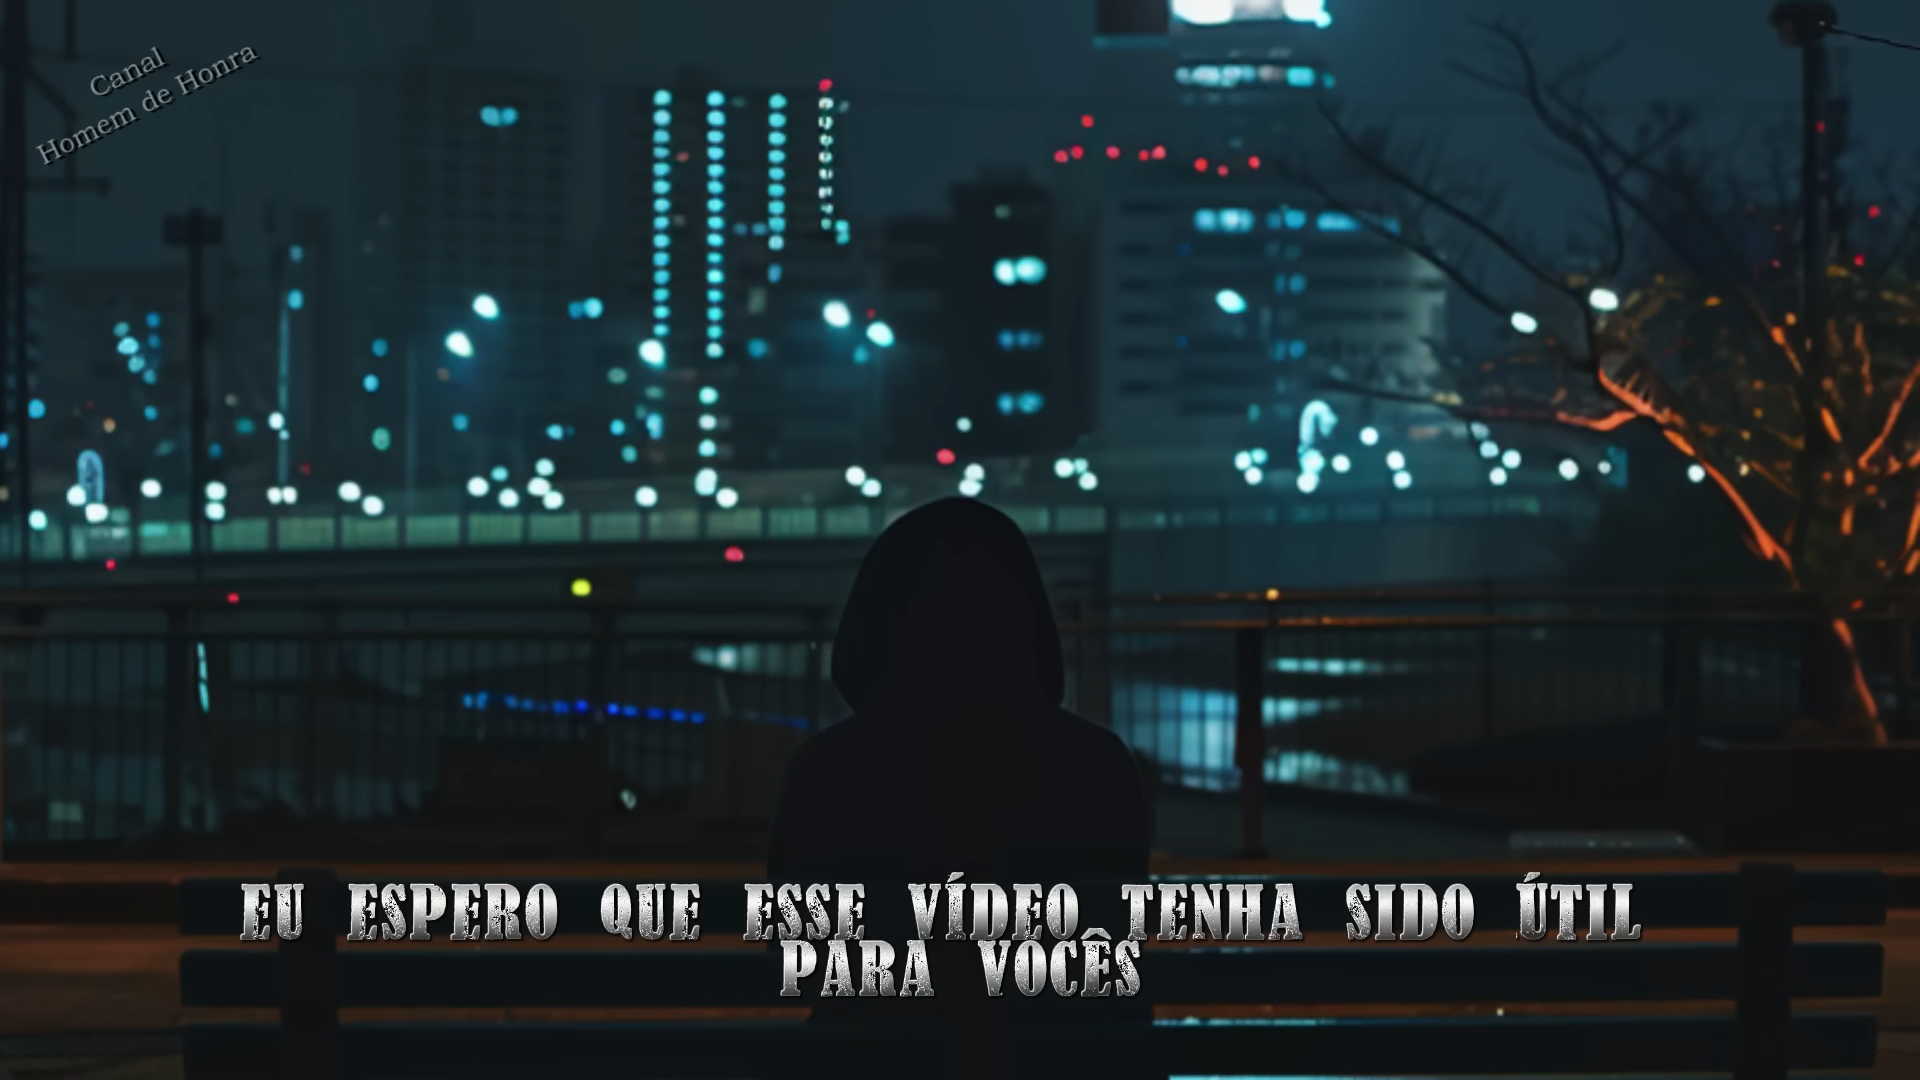 Canal
Homem de Honra
EU ESPERO QUE ESSE VÍDEO TENHA SIDO ÚTIL
PARA VOCÊS